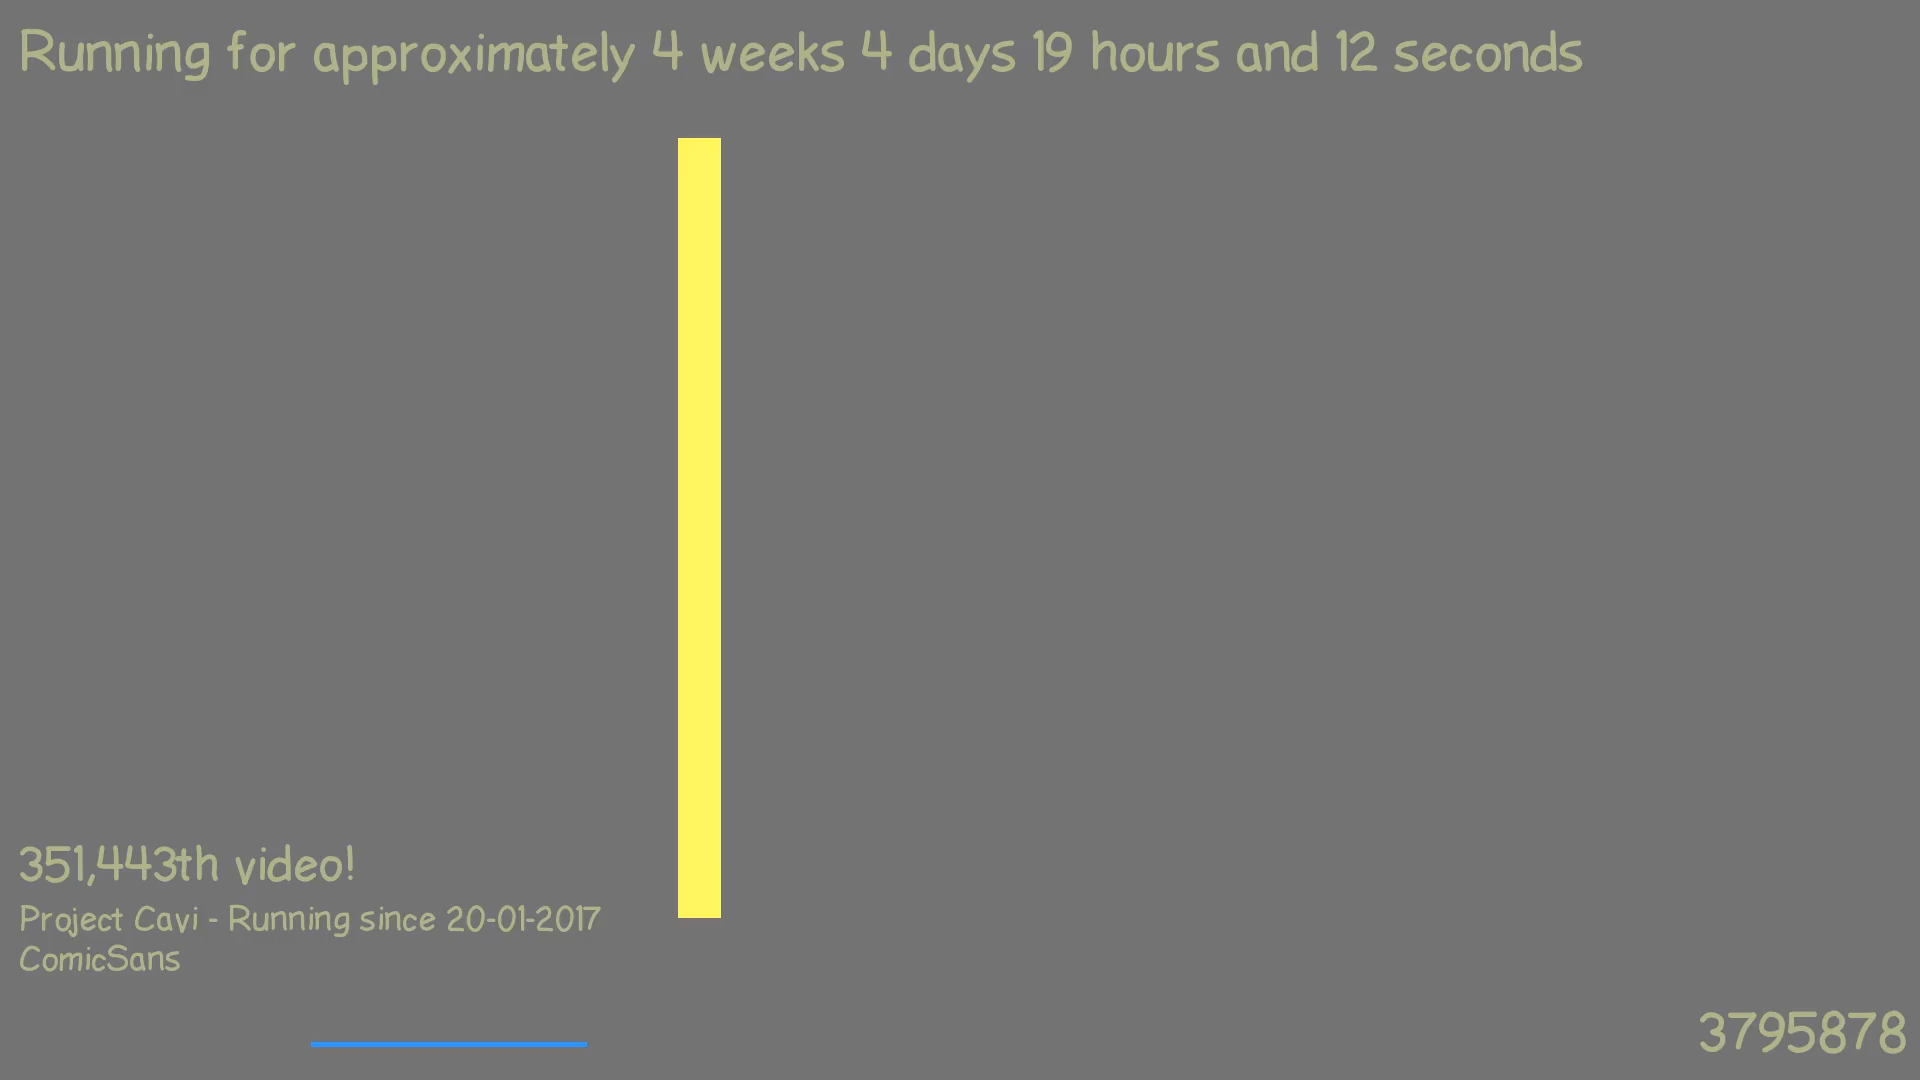 Running for approximately 4 weeks 4 days 19 hours and 12 seconds
351,443th video!
Project Cavi - Running since 20-01-2017
ComicSans
3795878